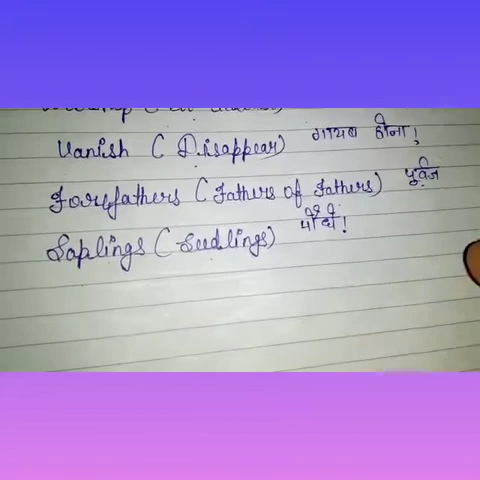 Vanish ( Disappear) गायब होना!
Forefathers ( Fathers of Fathers) पूर्वज
Saplings ( Seedlings) पौधे!